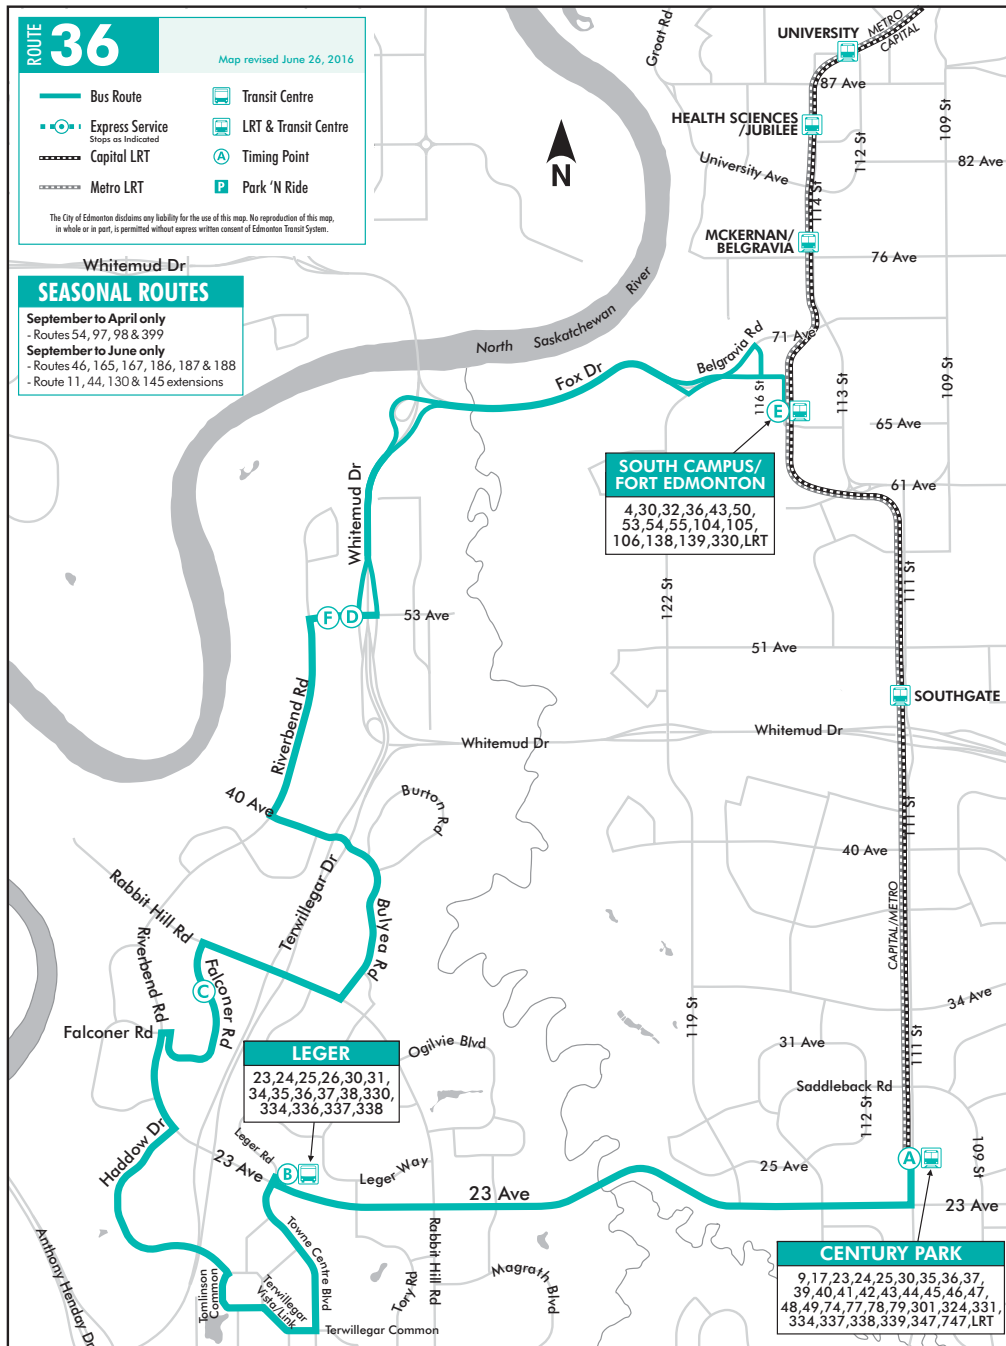 ROUTE 36
Map revised June 26, 2016
Bus Route
Transit Centre
Express Service
Stops as Indicated
LRT & Transit Centre
Capital LRT
A Timing Point
Metro LRT
P Park 'N Ride
The City of Edmonton disclaims any liability for the use of this map. No reproduction of this map,
in whole or in part, is permitted without express written consent of Edmonton Transit System.
Whitemud Dr
SEASONAL ROUTES
September to April only
- Routes 54, 97, 98 & 399
September to June only
- Routes 46, 165, 167, 186, 187 & 188
- Route 11, 44, 130 & 145 extensions
N
Groat Rd
UNIVERSITY
METRO
CAPITAL
87 Ave
109 St
HEALTH SCIENCES
/JUBILEE
112 St
82 Ave
University Ave
114 St
MCKERNAN/
BELGRAVIA
76 Ave
North Saskatchewan River
71 Ave
Belgravia Rd
Fox Dr
116 St
113 St
109 St
E
65 Ave
SOUTH CAMPUS/
FORT EDMONTON
4,30,32,36,43,50,
53,54,55,104,105,
106,138,139,330,LRT
61 Ave
Whitemud Dr
111 St
122 St
F
D
53 Ave
51 Ave
Riverbend Rd
SOUTHGATE
Whitemud Dr
Whitemud Dr
40 Ave
Burton Rd
111 St
40 Ave
Terwillegar Dr
Rabbit Hill Rd
Bulyea Rd
CAPITAL/METRO
Riverbend Rd
C
Falconer Rd
34 Ave
119 St
Falconer Rd
111 St
31 Ave
Ogilvie Blvd
LEGER
23,24,25,26,30,31,
34,35,36,37,38,330,
334,336,337,338
Saddleback Rd
112 St
Haddow Dr
Leger Rd
23 Ave
B
Leger Way
25 Ave
A
109 St
23 Ave
23 Ave
Towne Centre Blvd
Rabbit Hill Rd
Anthony Henday Dr
Tomlinson
Common
Terwillegar
Vista/Link
Tory Rd
Magrath Blvd
Terwillegar Common
CENTURY PARK
9,17,23,24,25,30,35,36,37,
39,40,41,42,43,44,45,46,47,
48,49,74,77,78,79,301,324,331,
334,337,338,339,347,747,LRT